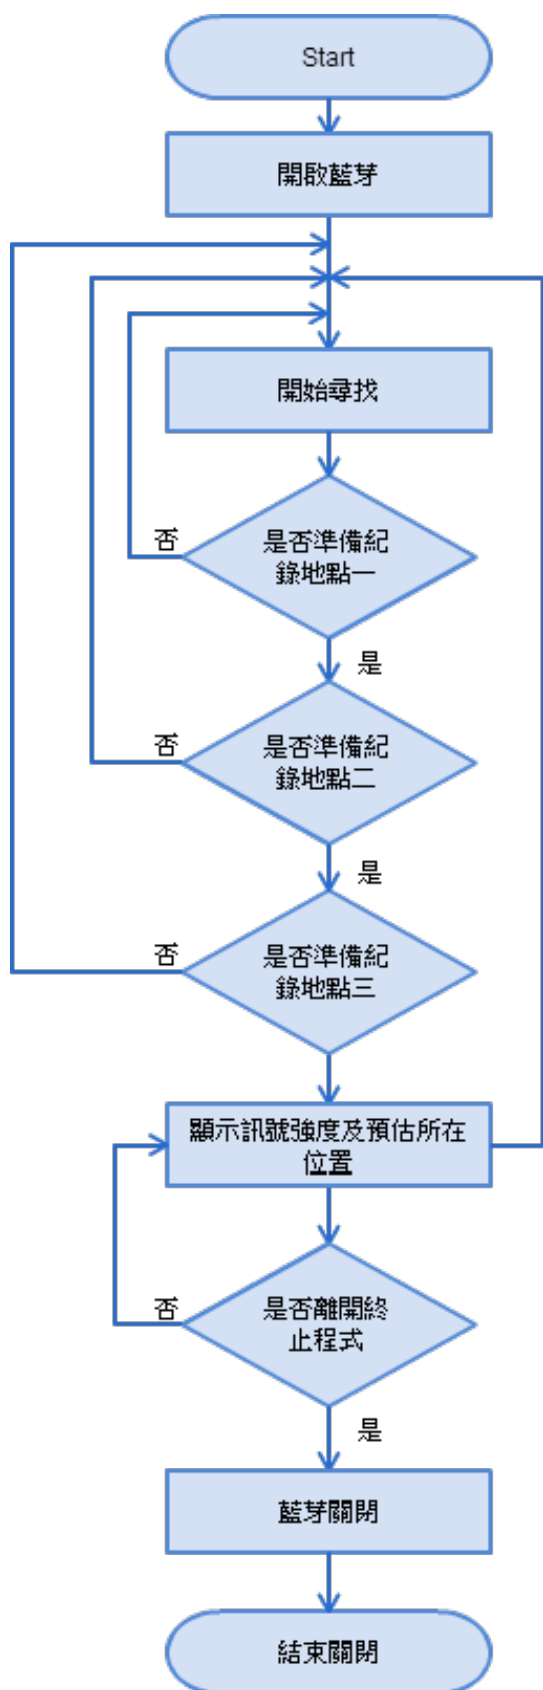 Start
開啟藍芽
開始尋找
否
是否準備紀
錄地點一
是
否
是否準備紀
錄地點二
是
否
是否準備紀
錄地點三
顯示訊號強度及預估所在
位置
否
是否離開終
止程式
是
藍芽關閉
結束關閉